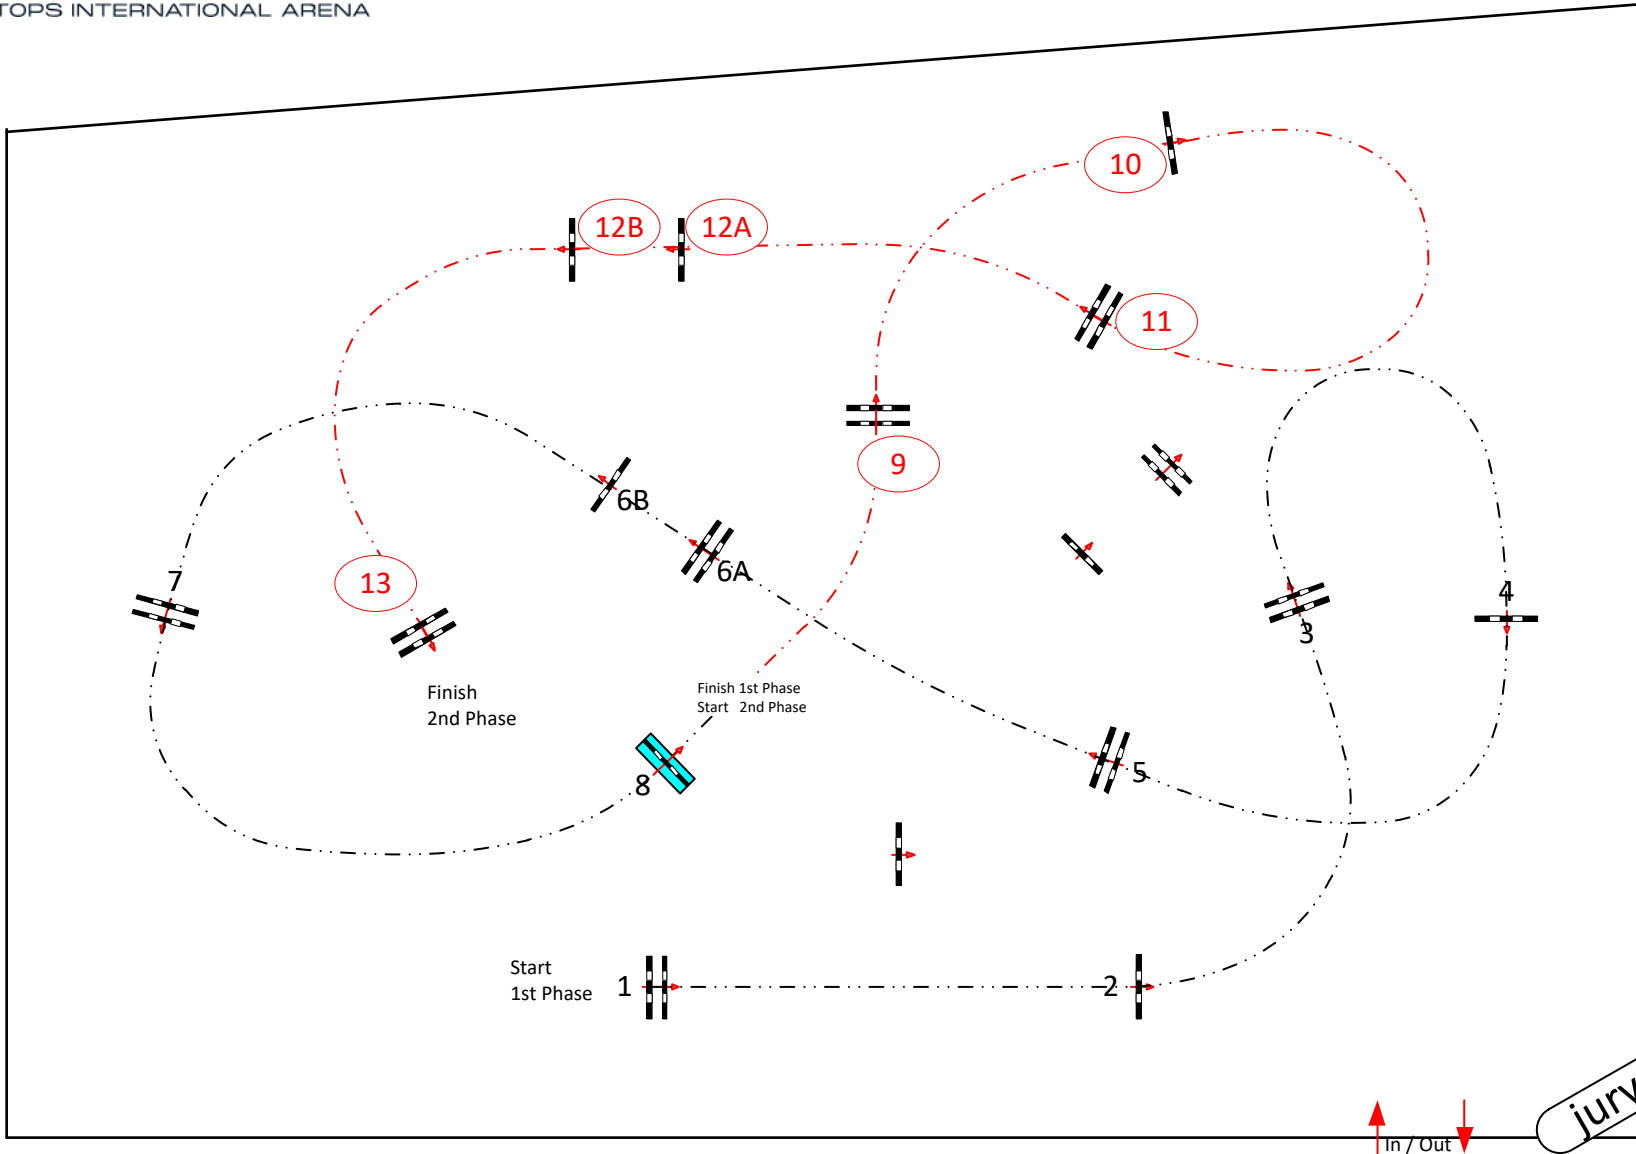 TOPS INTERNATIONAL ARENA
10
12B
12A
11
9
6B
6A
7
13
4
3
Finish
2nd Phase
Finish 1st Phase
Start 2nd Phase
8
5
Start
1st Phase
1
2
jury
In / Out